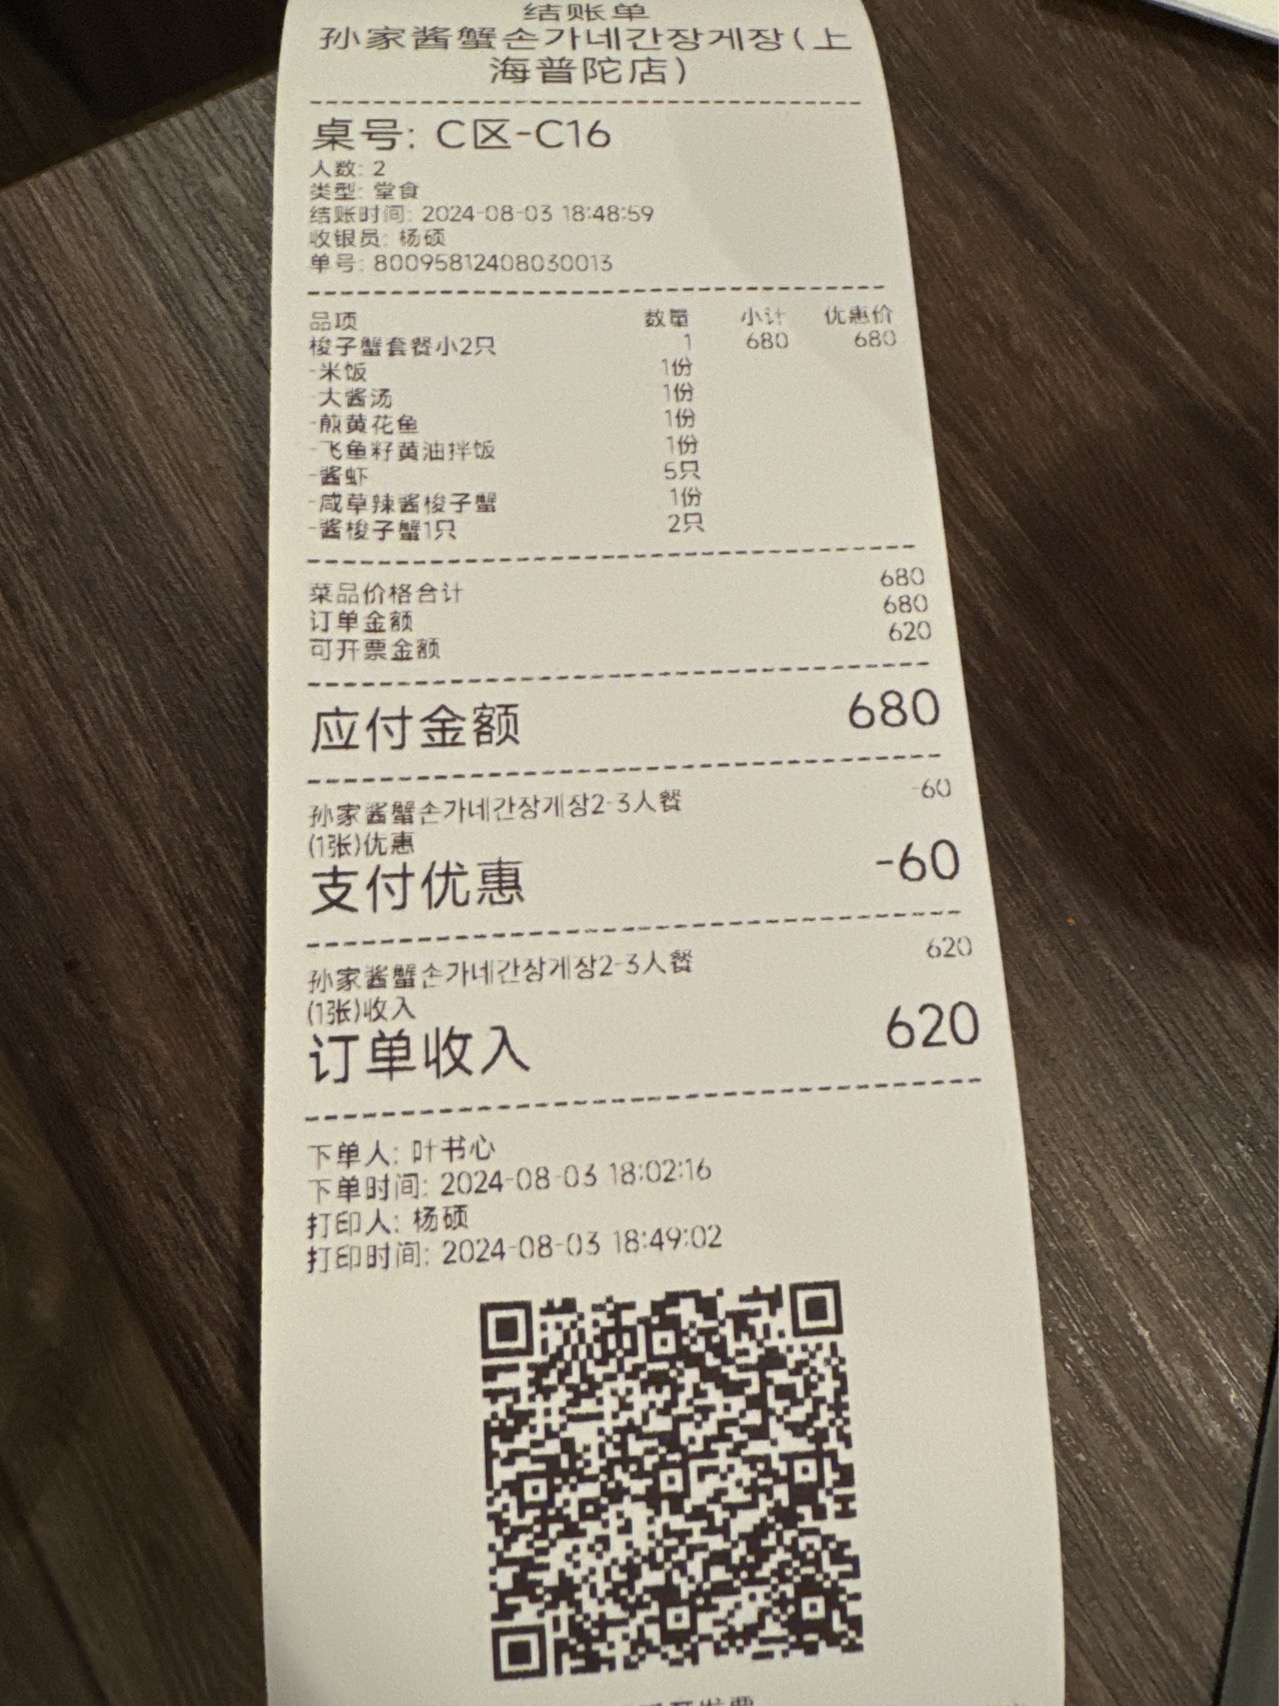 结账单
孙家酱蟹손가네간장게장(上
海普陀店)
桌号: C区-C16
人数: 2
类型: 堂食
结账时间: 2024-08-03 18:48:59
收银员: 杨硕
单号: 80095812408030013
品项 数量 小计 优惠价
梭子蟹套餐小2只 1 680 680
-米饭 1份
-大酱汤 1份
-煎黄花鱼 1份
-飞鱼籽黄油拌饭 1份
-酱虾 5只
-咸草辣酱梭子蟹 1份
-酱梭子蟹1只 2只
菜品价格合计 680
订单金额 680
可开票金额 620
应付金额 680
孙家酱蟹손가네간장게장2-3人餐 -60
(1张)优惠
支付优惠 -60
孙家酱蟹손가네간장게장2-3人餐 620
(1张)收入
订单收入 620
下单人: 叶书心
下单时间: 2024-08-03 18:02:16
打印人: 杨硕
打印时间: 2024-08-03 18:49:02